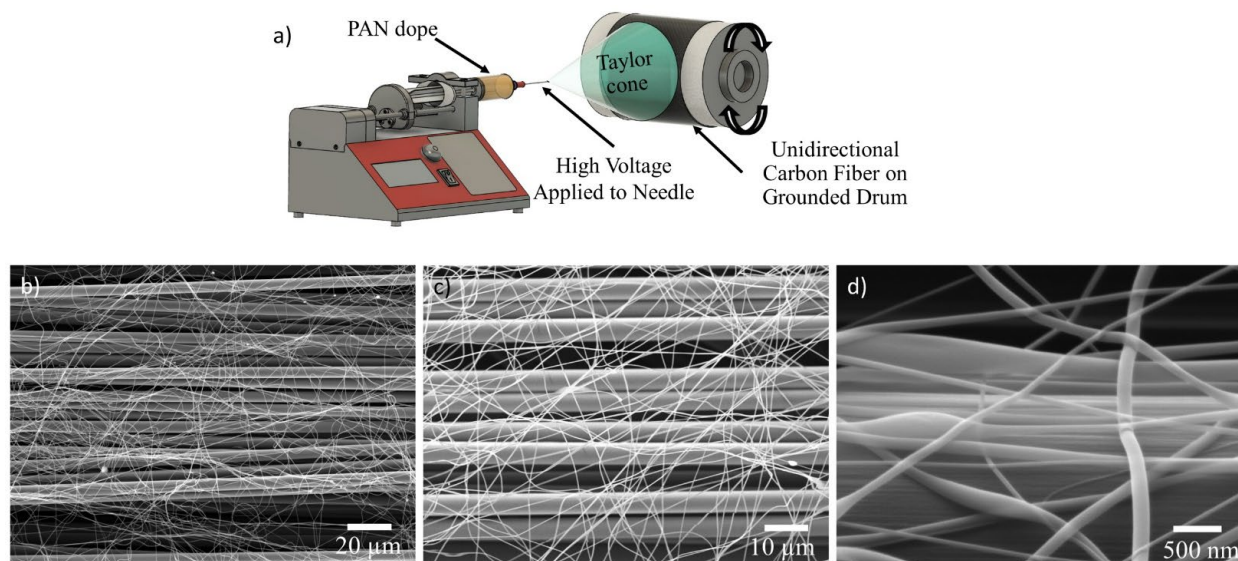 a)
PAN dope
Taylor
cone
High Voltage
Applied to Needle
Unidirectional
Carbon Fiber on
Grounded Drum
b)
20 µm
c)
10 µm
d)
500 nm